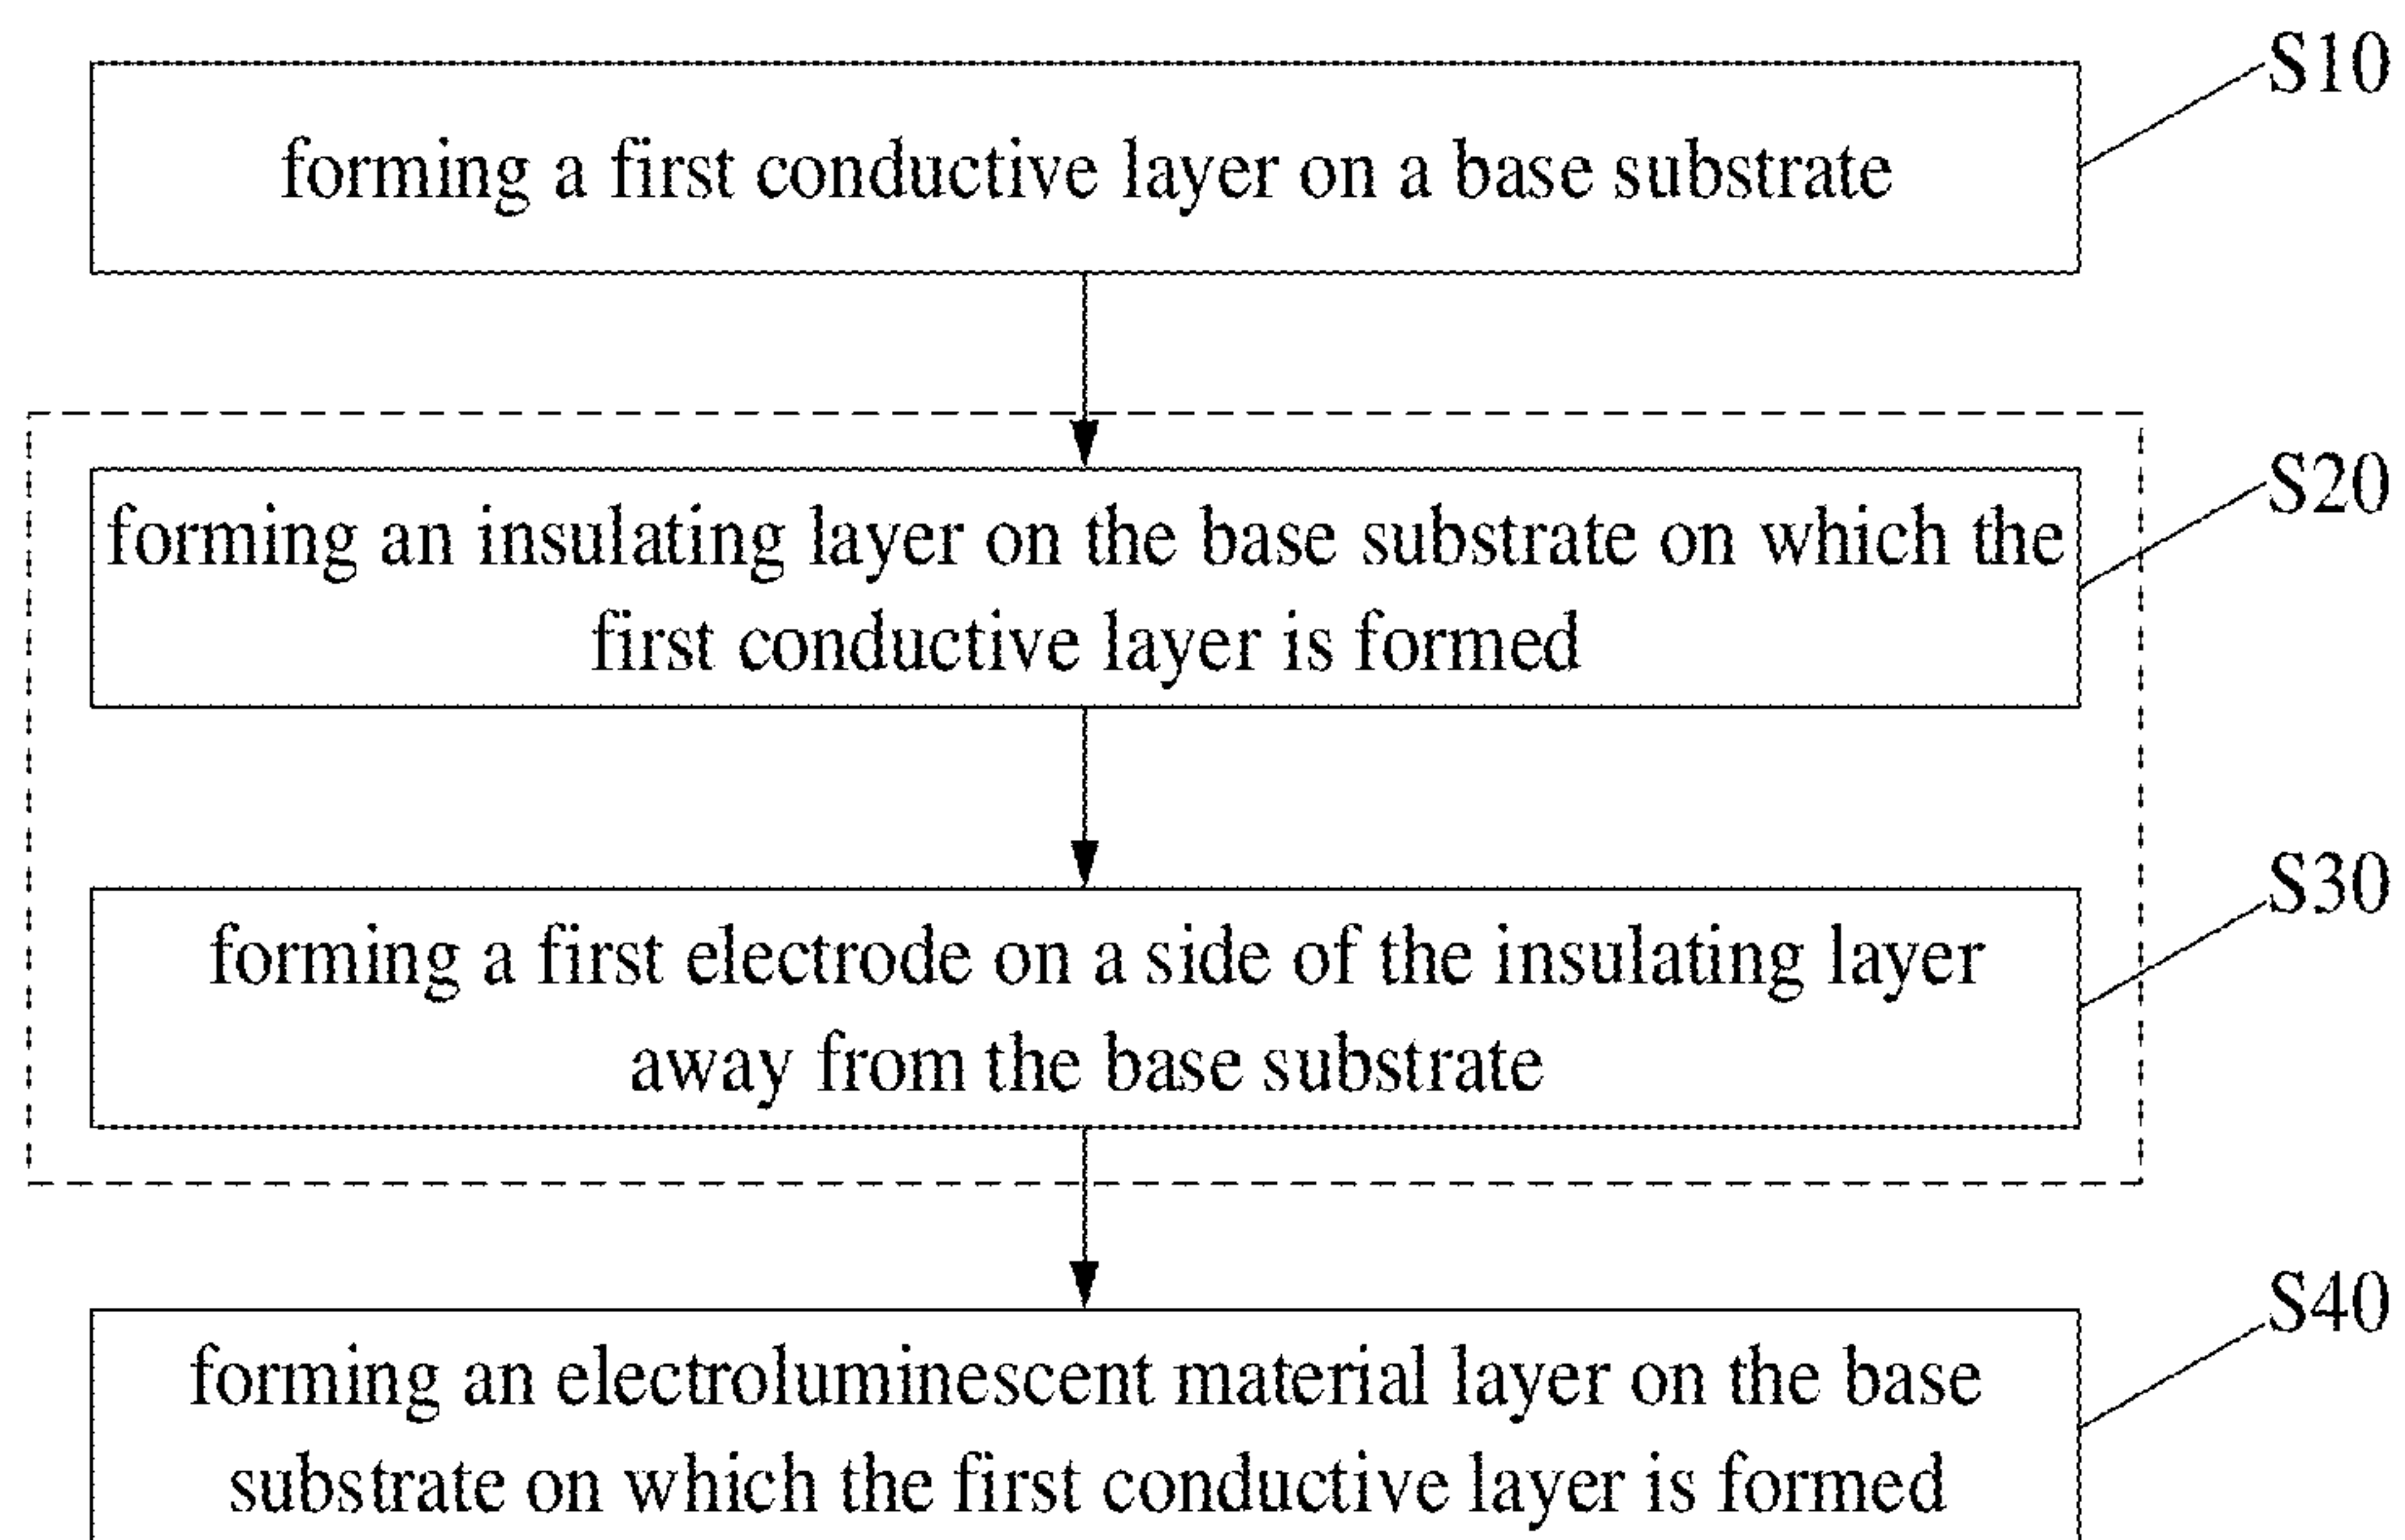 S10
forming a first conductive layer on a base substrate
S20
forming an insulating layer on the base substrate on which the
first conductive layer is formed
S30
forming a first electrode on a side of the insulating layer
away from the base substrate
S40
forming an electroluminescent material layer on the base
substrate on which the first conductive layer is formed